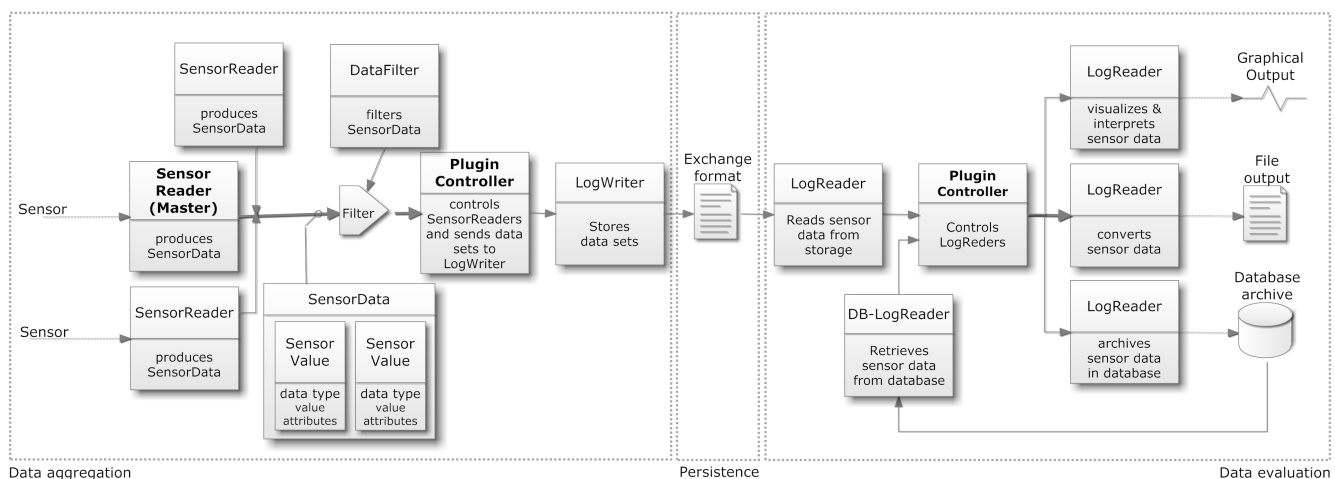 SensorReader
produces
SensorData
DataFilter
filters
SensorData
Sensor
Sensor
Reader
(Master)
produces
SensorData
Filter
Plugin
Controller
controls
SensorReaders
and sends data
sets to
LogWriter
LogWriter
Stores
data sets
Sensor
SensorReader
produces
SensorData
SensorData
Sensor
Value
data type
value
attributes
Sensor
Value
data type
value
attributes
Data aggregation
Exchange
format
Persistence
LogReader
Reads sensor
data from
storage
Plugin
Controller
Controls
LogReders
DB-LogReader
Retrieves
sensor data
from database
LogReader
visualizes &
interprets
sensor data
Graphical
Output
LogReader
converts
sensor data
File
output
LogReader
archives
sensor data
in database
Database
archive
Data evaluation